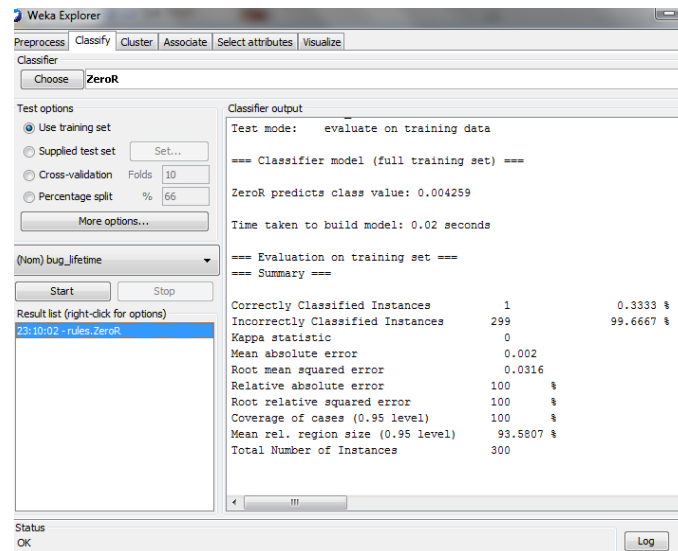 Weka Explorer
Preprocess Classify Cluster Associate Select attributes Visualize
Classifier
Choose ZeroR
Test options
Use training set
Supplied test set Set...
Cross-validation Folds 10
Percentage split % 66
More options...
(Nom) bug_lifetime
Start Stop
Result list (right-click for options)
23:10:02 - rules.ZeroR
Classifier output
Test mode: evaluate on training data
=== Classifier model (full training set) ===
ZeroR predicts class value: 0.004259
Time taken to build model: 0.02 seconds
=== Evaluation on training set ===
=== Summary ===
Correctly Classified Instances 1 0.3333 %
Incorrectly Classified Instances 299 99.6667 %
Kappa statistic 0
Mean absolute error 0.002
Root mean squared error 0.0316
Relative absolute error 100 %
Root relative squared error 100 %
Coverage of cases (0.95 level) 100 %
Mean rel. region size (0.95 level) 93.5807 %
Total Number of Instances 300
Status
OK
Log